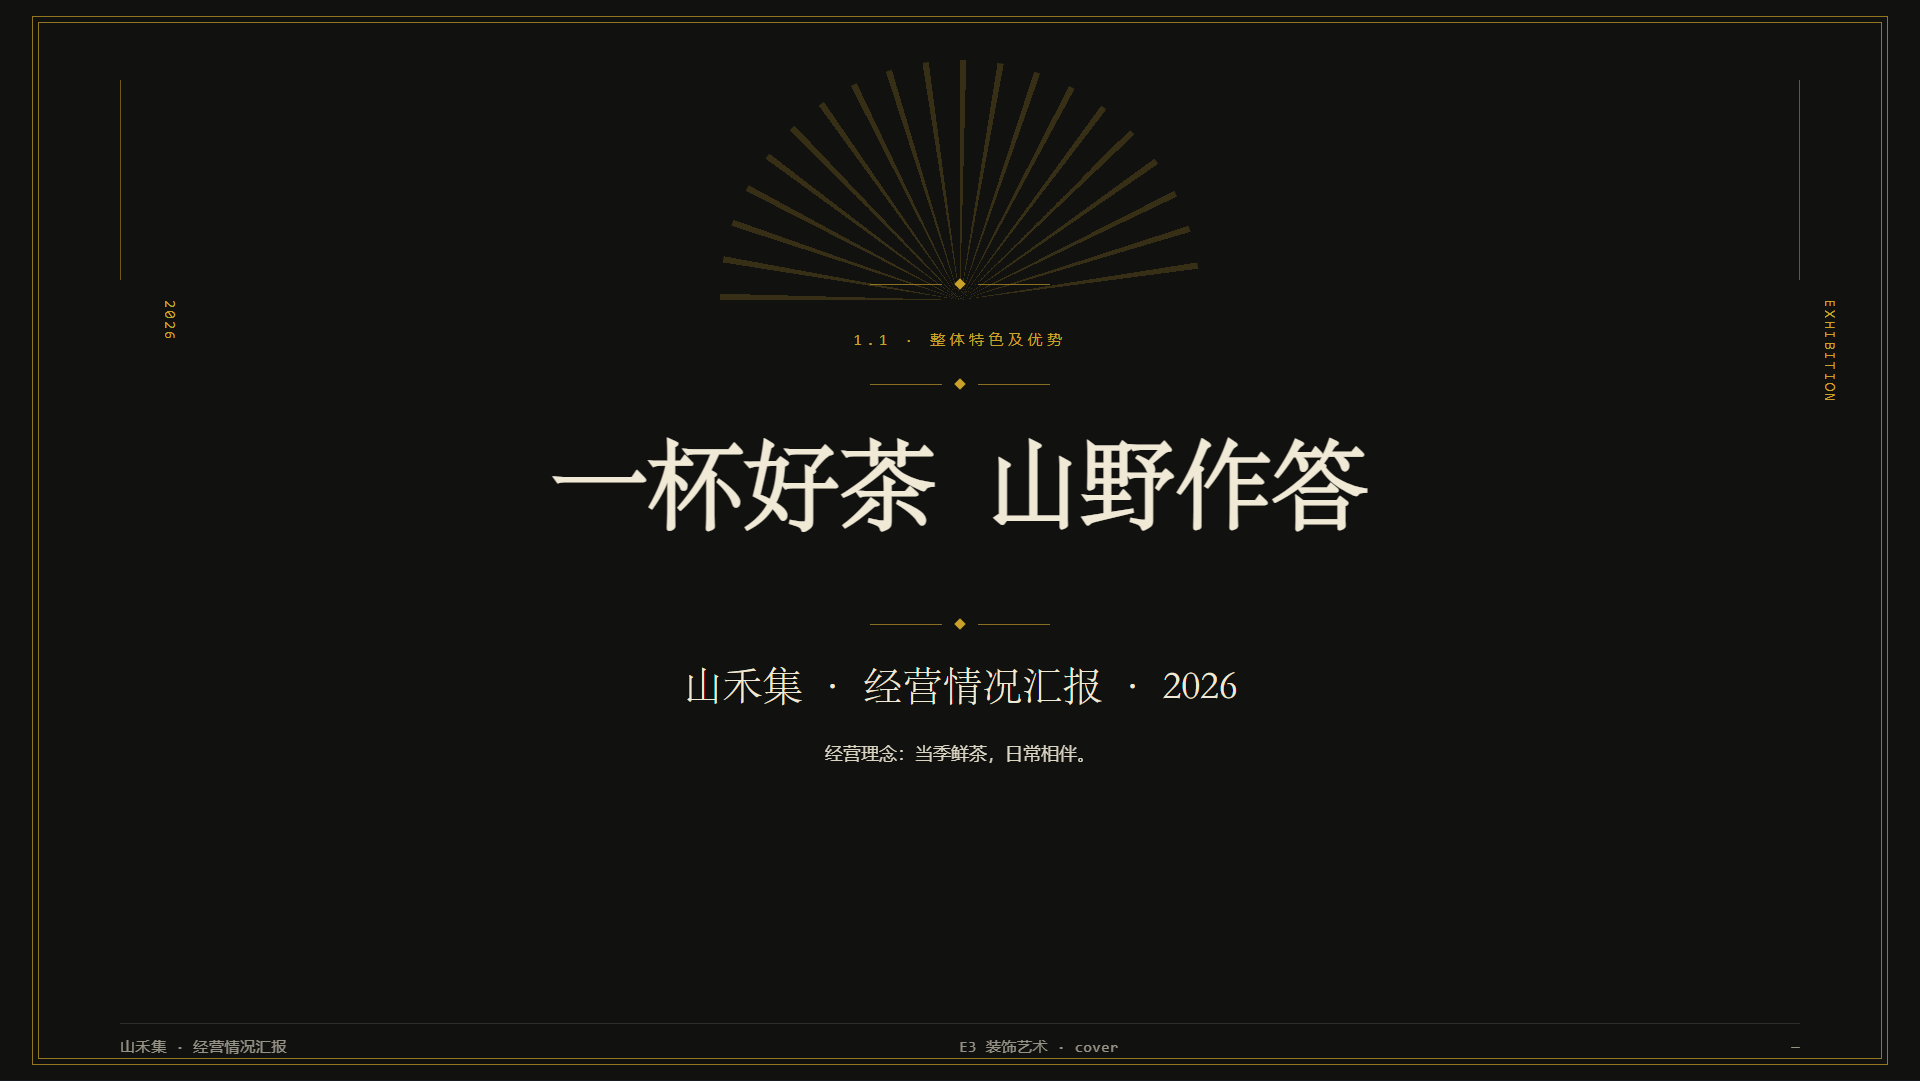 2026
EXHIBITION
1.1 · 整体特色及优势
一杯好茶 山野作答
山禾集 · 经营情况汇报 · 2026
经营理念：当季鲜茶，日常相伴。
山禾集 · 经营情况汇报
E3 装饰艺术 · cover
—